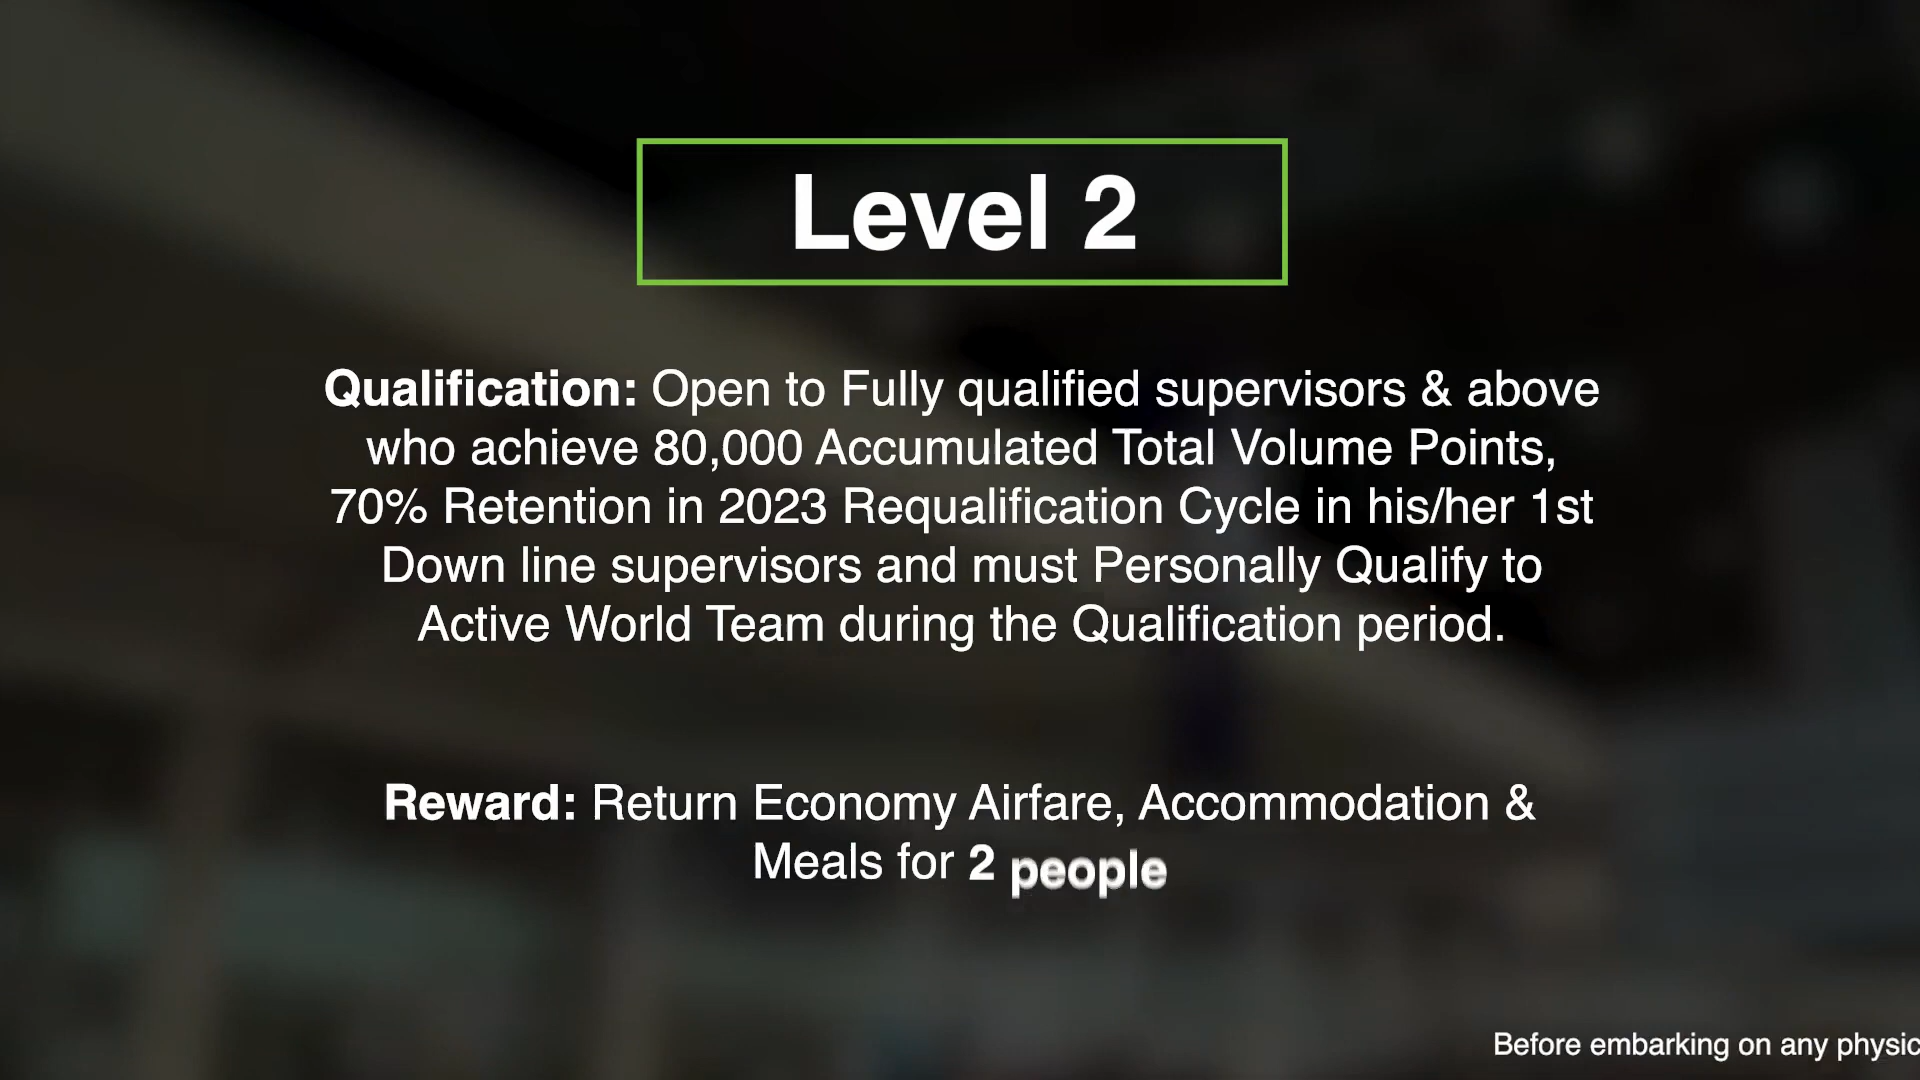 Level 2
Qualification: Open to Fully qualified supervisors & above
who achieve 80,000 Accumulated Total Volume Points,
70% Retention in 2023 Requalification Cycle in his/her 1st
Down line supervisors and must Personally Qualify to
Active World Team during the Qualification period.
Reward: Return Economy Airfare, Accommodation &
Meals for 2 people
Before embarking on any physic